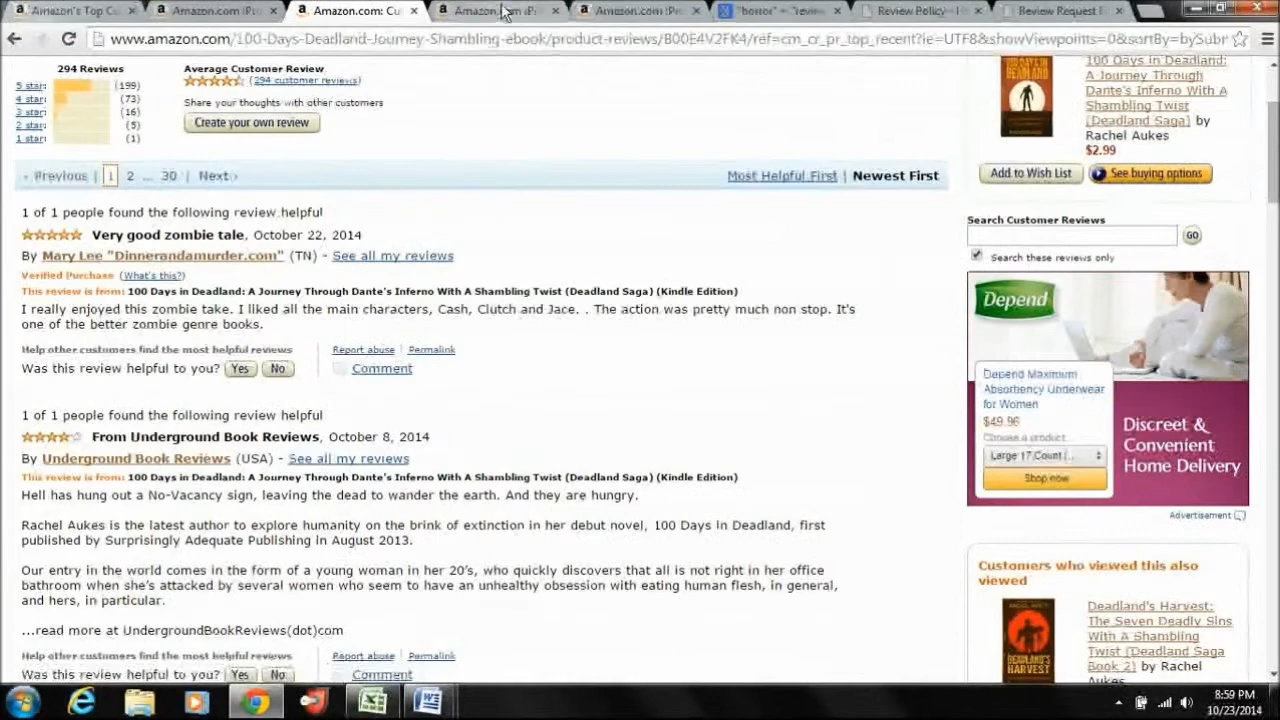 Amazon's Top C
Amazon.com
Amazon.com: Cu
Amazon
Amazon.com
"horror"
Review Policy
Review Request
www.amazon.com/100-Days-Deadland-Journey-Shambling-ebook/product-reviews/B00E4V2FK4/ref=cm_cr_pr_top_recent?ie=UTF8&showViewpoints=0&sortBy=bySubr
294 Reviews
5 star: (199)
4 star: (73)
3 star: (16)
2 star: (5)
1 star: (1)
Average Customer Review
(294 customer reviews)
Share your thoughts with other customers
Create your own review
100 Days in Deadland:
A Journey Through
Dante's Inferno With A
Shambling Twist
(Deadland Saga) by
Rachel Aukes
$2.99
Add to Wish List
See buying options
‹ Previous | 1 2 ... 30 | Next ›
Most Helpful First | Newest First
Search Customer Reviews
GO
Search these reviews only
1 of 1 people found the following review helpful
Very good zombie tale, October 22, 2014
By Mary Lee "Dinnerandamurder.com" (TN) - See all my reviews
Verified Purchase (What's this?)
This review is from: 100 Days in Deadland: A Journey Through Dante's Inferno With A Shambling Twist (Deadland Saga) (Kindle Edition)
I really enjoyed this zombie take. I liked all the main characters, Cash, Clutch and Jace. . The action was pretty much non stop. It's
one of the better zombie genre books.
Help other customers find the most helpful reviews
Was this review helpful to you? Yes No
Report abuse | Permalink
Comment
1 of 1 people found the following review helpful
From Underground Book Reviews, October 8, 2014
By Underground Book Reviews (USA) - See all my reviews
This review is from: 100 Days in Deadland: A Journey Through Dante's Inferno With A Shambling Twist (Deadland Saga) (Kindle Edition)
Hell has hung out a No-Vacancy sign, leaving the dead to wander the earth. And they are hungry.
Rachel Aukes is the latest author to explore humanity on the brink of extinction in her debut novel, 100 Days in Deadland, first
published by Surprisingly Adequate Publishing in August 2013.
Our entry in the world comes in the form of a young woman in her 20's, who quickly discovers that all is not right in her office
bathroom when she's attacked by several women who seem to have an unhealthy obsession with eating human flesh, in general,
and hers, in particular.
...read more at UndergroundBookReviews(dot)com
Help other customers find the most helpful reviews
Was this review helpful to you? Yes No
Report abuse | Permalink
Comment
Depend
Depend Maximum
Absorbency Underwear
for Women
$49.96
Choose a product
Large 17 Count (...
Shop now
Discreet &
Convenient
Home Delivery
Advertisement
Customers who viewed this also
viewed
DEADLAND'S
HARVEST
Deadland's Harvest:
The Seven Deadly Sins
With A Shambling
Twist (Deadland Saga
Book 2) by Rachel
Aukes
8:59 PM
10/23/2014